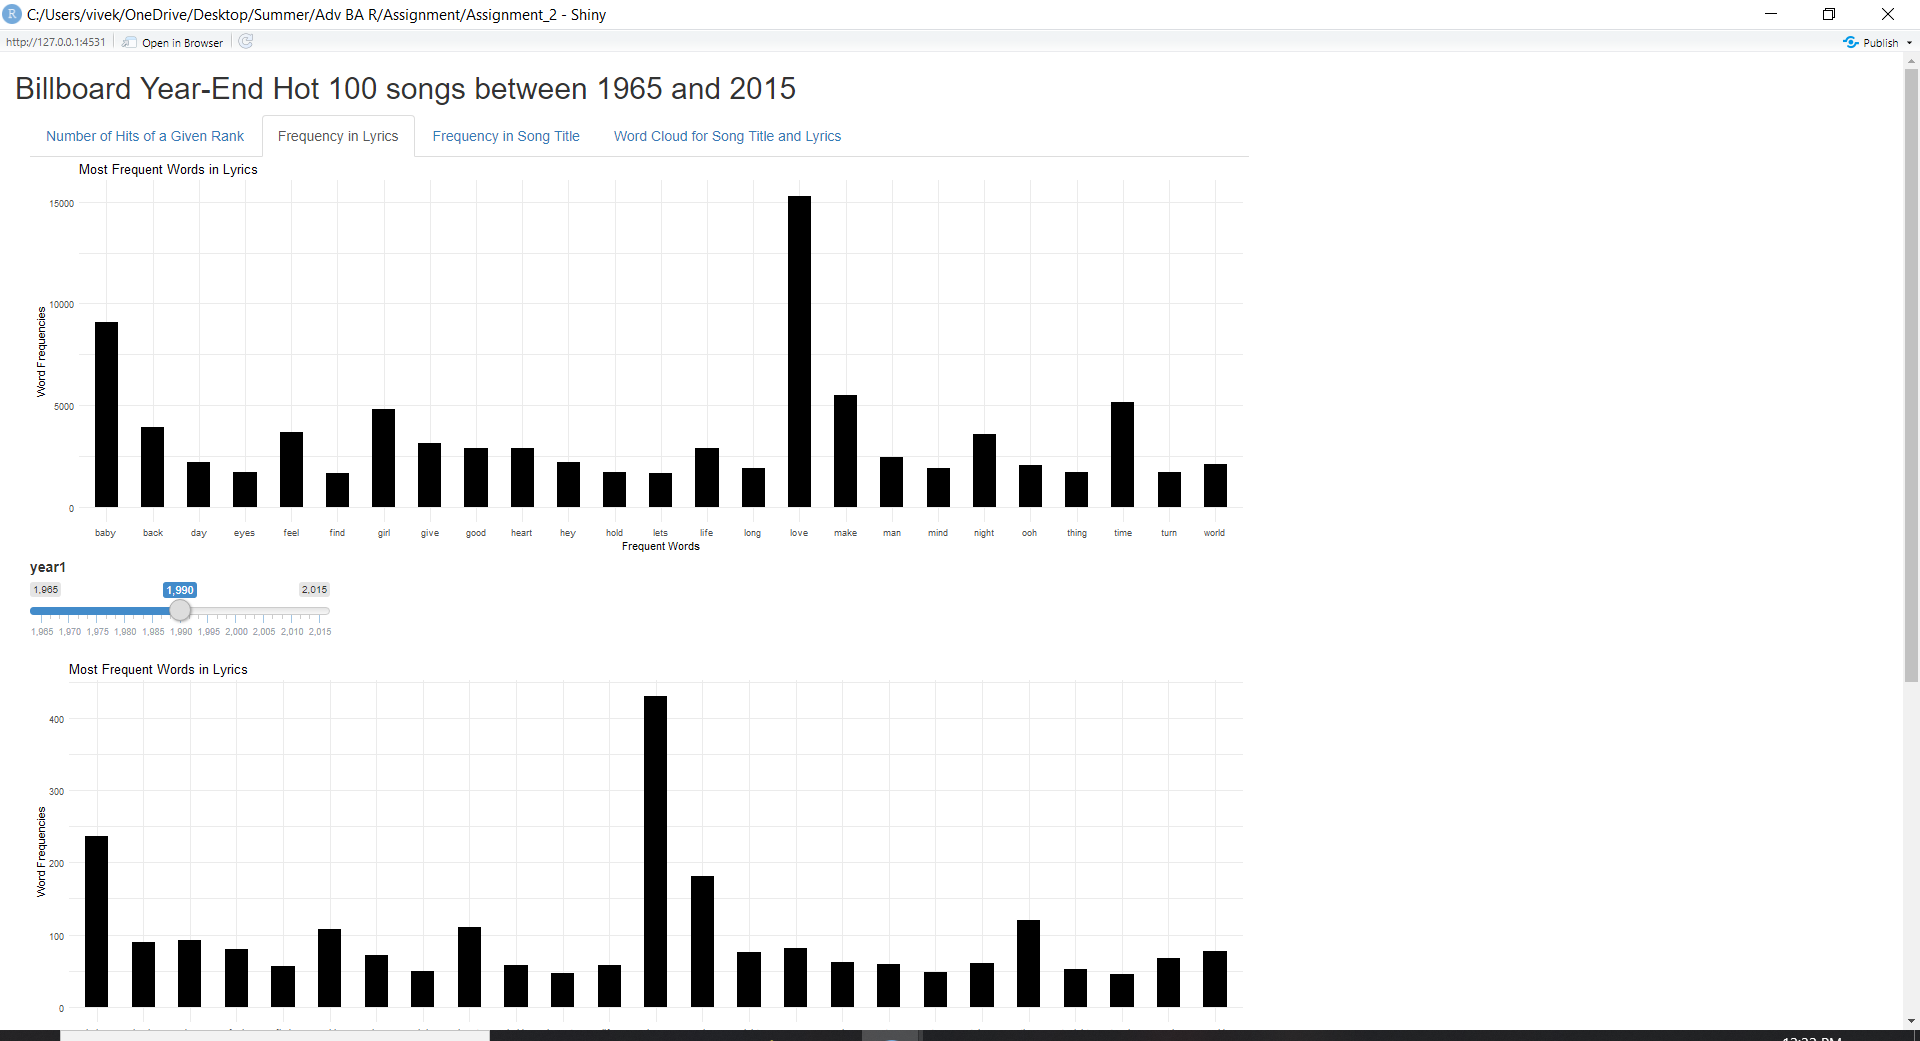 C:/Users/vivek/OneDrive/Desktop/Summer/Adv BA R/Assignment/Assignment_2 - Shiny
http://127.0.0.1:4531 Open in Browser Publish
Billboard Year-End Hot 100 songs between 1965 and 2015
Number of Hits of a Given Rank Frequency in Lyrics Frequency in Song Title Word Cloud for Song Title and Lyrics
Most Frequent Words in Lyrics
15000
10000
5000
0
Word Frequencies
baby back day eyes feel find girl give good heart hey hold lets life long love make man mind night ooh thing time turn world
Frequent Words
year1
1,965 1,990 2,015
1,965 1,970 1,975 1,980 1,985 1,990 1,995 2,000 2,005 2,010 2,015
Most Frequent Words in Lyrics
400
300
200
100
0
Word Frequencies